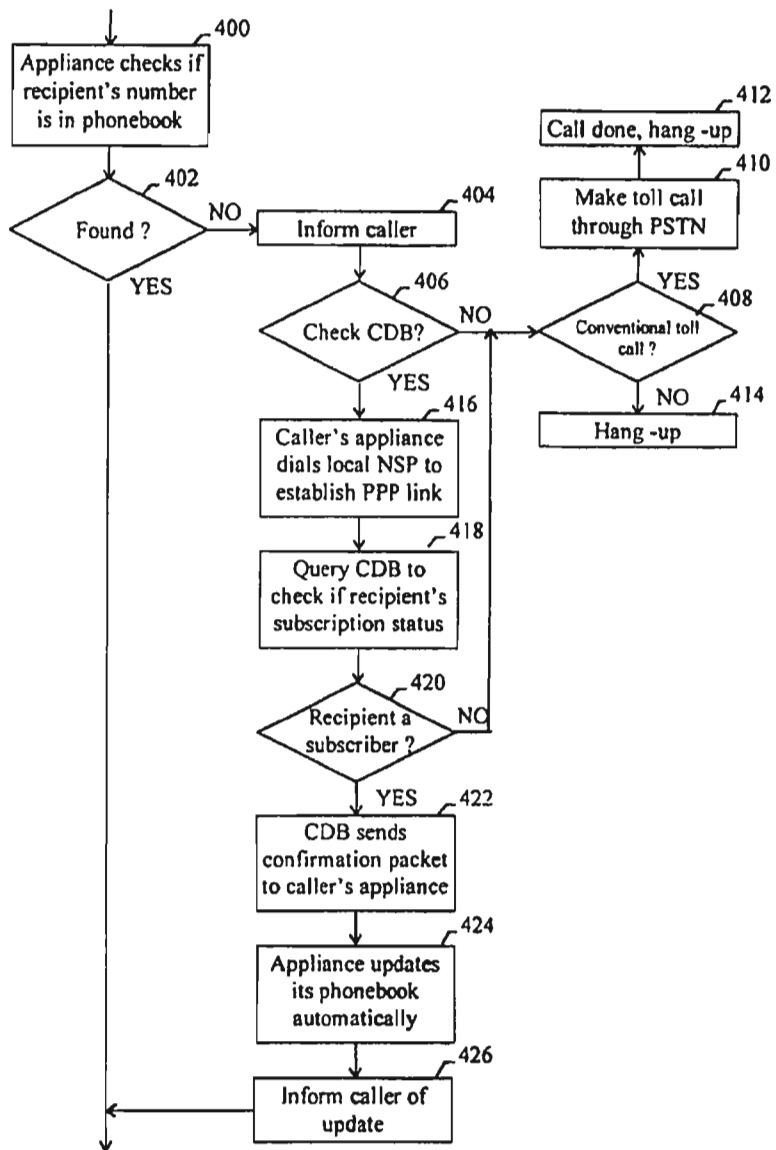 400
Appliance checks if
recipient's number
is in phonebook
402
Found ?
NO
YES
404
Inform caller
406
Check CDB?
NO
YES
412
Call done, hang -up
410
Make toll call
through PSTN
YES
408
Conventional toll
call ?
NO
414
Hang -up
416
Caller's appliance
dials local NSP to
establish PPP link
418
Query CDB to
check if recipient's
subscription status
420
Recipient a
subscriber ?
NO
YES
422
CDB sends
confirmation packet
to caller's appliance
424
Appliance updates
its phonebook
automatically
426
Inform caller of
update